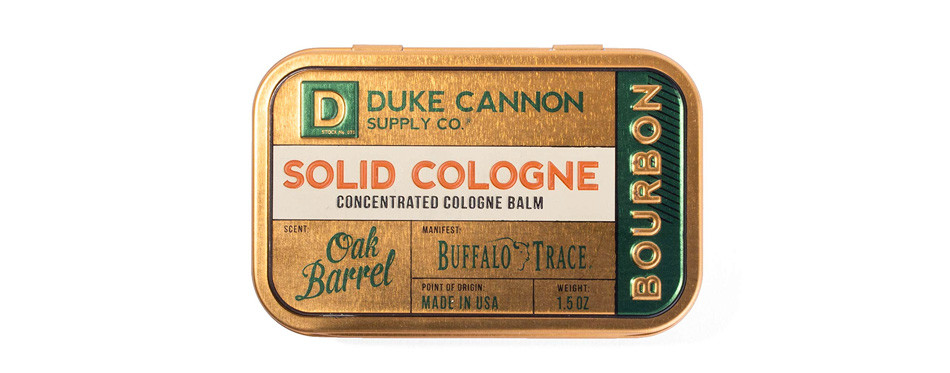 D
DUKE CANNON
SUPPLY CO.®
SOLID COLOGNE
CONCENTRATED COLOGNE BALM
SCENT:
Oak
Barrel
MANIFEST:
BUFFALO TRACE
POINT OF ORIGIN:
MADE IN USA
WEIGHT:
1.5 OZ
BOURBON